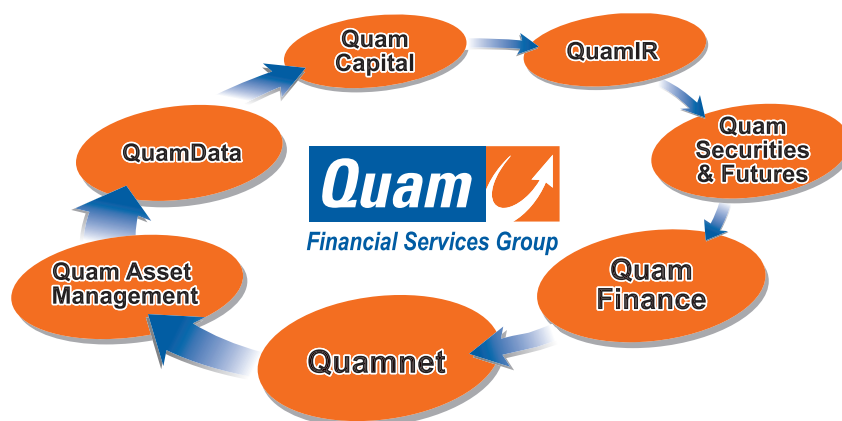 Quam
Capital
QuamIR
Quam
Securities
& Futures
QuamData
Quam
Financial Services Group
Quam Asset
Management
Quam
Finance
Quamnet